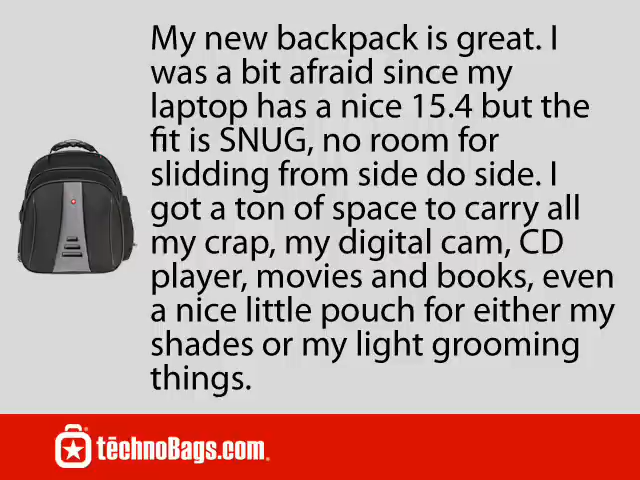 My new backpack is great. I
was a bit afraid since my
laptop has a nice 15.4 but the
fit is SNUG, no room for
slidding from side do side. I
got a ton of space to carry all
my crap, my digital cam, CD
player, movies and books, even
a nice little pouch for either my
shades or my light grooming
things.
tēchnoBags.com